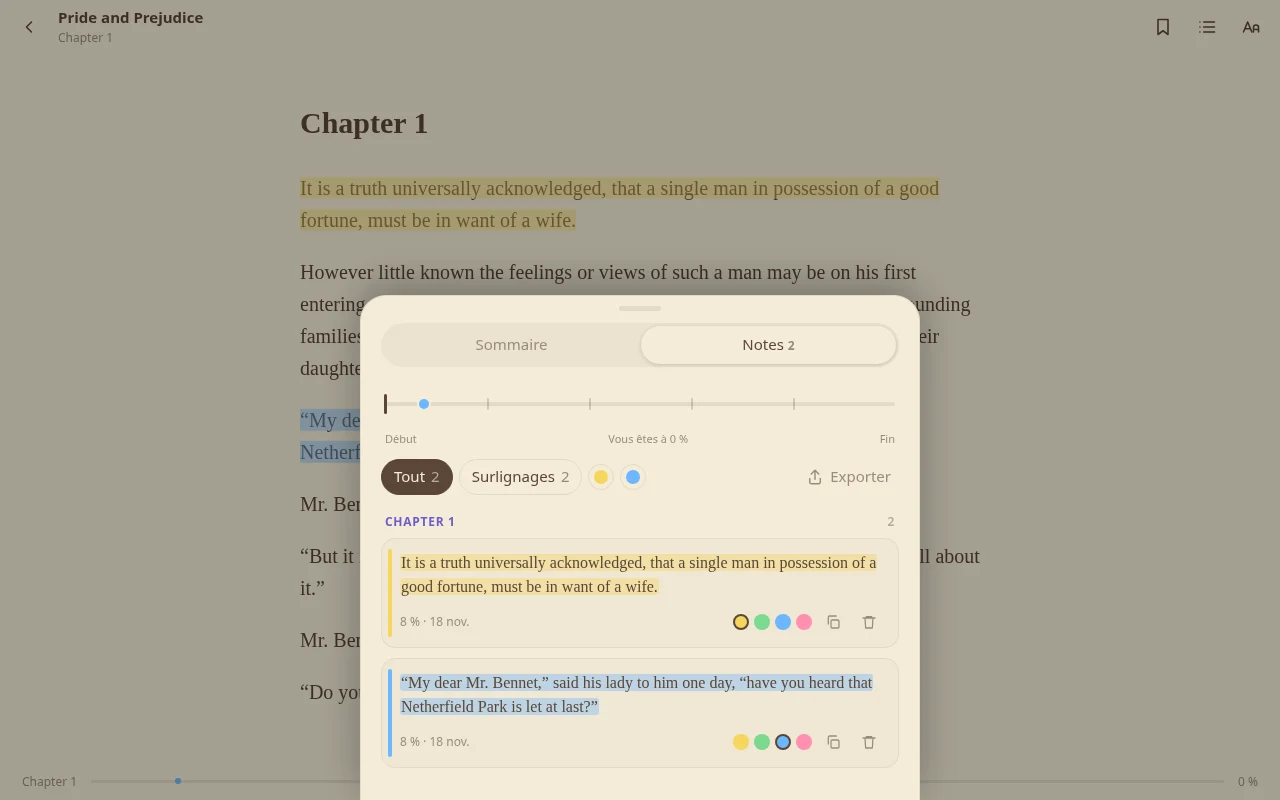 Pride and Prejudice
Chapter 1
Aa
Chapter 1
It is a truth universally acknowledged, that a single man in possession of a good
fortune, must be in want of a wife.
However little known the feelings or views of such a man may be on his first
entering
unding
families
eir
daughte
“My de
Netherf
Mr. Ber
“But it
ll about
it.”
Mr. Ber
“Do you
Sommaire
Notes 2
Début
Vous êtes à 0 %
Fin
Tout 2
Surlignages 2
Exporter
CHAPTER 1
2
It is a truth universally acknowledged, that a single man in possession of a
good fortune, must be in want of a wife.
8 % · 18 nov.
“My dear Mr. Bennet,” said his lady to him one day, “have you heard that
Netherfield Park is let at last?”
8 % · 18 nov.
Chapter 1
0 %